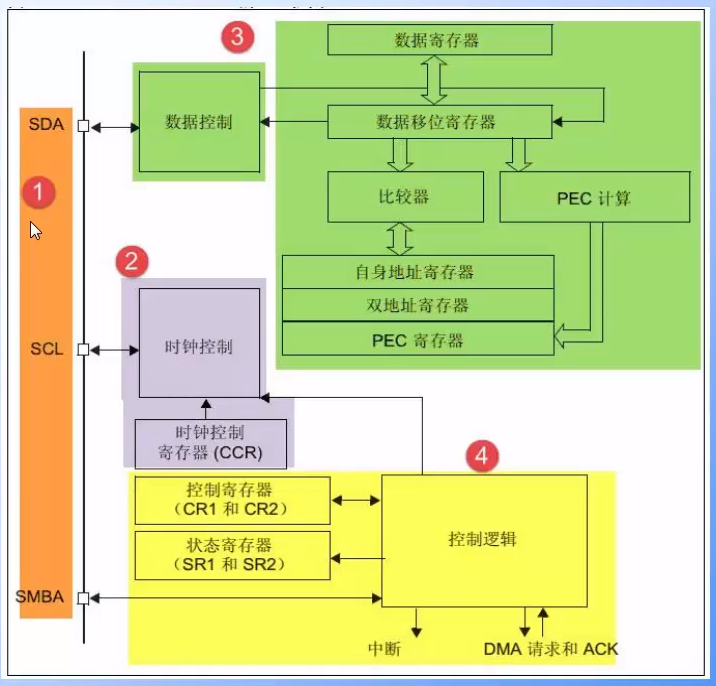 3
数据寄存器
SDA
数据控制
数据移位寄存器
1
比较器
PEC 计算
2
自身地址寄存器
双地址寄存器
PEC 寄存器
SCL
时钟控制
时钟控制
寄存器 (CCR)
4
控制寄存器
（CR1 和 CR2）
控制逻辑
状态寄存器
（SR1 和 SR2）
SMBA
中断
DMA 请求和 ACK